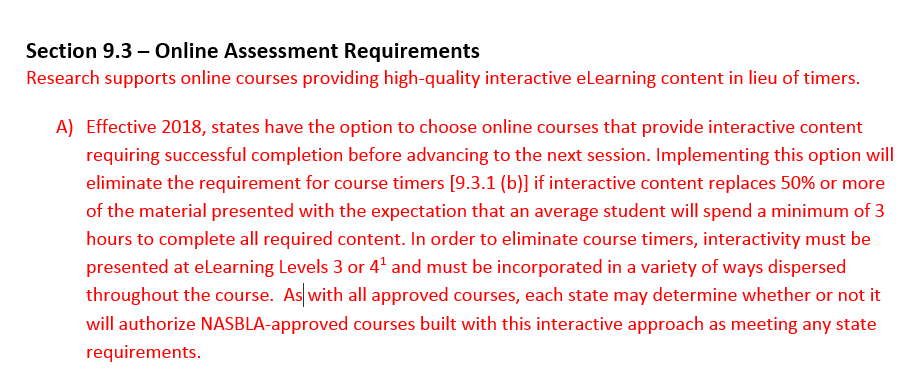 Section 9.3 – Online Assessment Requirements
Research supports online courses providing high-quality interactive eLearning content in lieu of timers.
A) Effective 2018, states have the option to choose online courses that provide interactive content
requiring successful completion before advancing to the next session. Implementing this option will
eliminate the requirement for course timers [9.3.1 (b)] if interactive content replaces 50% or more
of the material presented with the expectation that an average student will spend a minimum of 3
hours to complete all required content. In order to eliminate course timers, interactivity must be
presented at eLearning Levels 3 or 4¹ and must be incorporated in a variety of ways dispersed
throughout the course.  As with all approved courses, each state may determine whether or not it
will authorize NASBLA-approved courses built with this interactive approach as meeting any state
requirements.